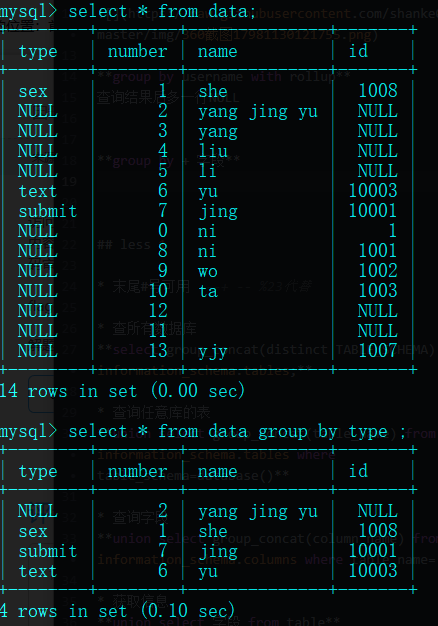 mysql> select * from data;
+--------+--------+--------------+-------+
| type   | number | name         | id    |
+--------+--------+--------------+-------+
| sex    |      1 | she          |  1008 |
| NULL   |      2 | yang jing yu |  NULL |
| NULL   |      3 | yang         |  NULL |
| NULL   |      4 | liu          |  NULL |
| NULL   |      5 | li           |  NULL |
| text   |      6 | yu           | 10003 |
| submit |      7 | jing         | 10001 |
| NULL   |      0 | ni           |     1 |
| NULL   |      8 | ni           |  1001 |
| NULL   |      9 | wo           |  1002 |
| NULL   |     10 | ta           |  1003 |
| NULL   |     12 |              |  NULL |
| NULL   |     11 |              |  NULL |
| NULL   |     13 | yjy          |  1007 |
+--------+--------+--------------+-------+
14 rows in set (0.00 sec)
mysql> select * from data group by type ;
+--------+--------+--------------+-------+
| type   | number | name         | id    |
+--------+--------+--------------+-------+
| NULL   |      2 | yang jing yu |  NULL |
| sex    |      1 | she          |  1008 |
| submit |      7 | jing         | 10001 |
| text   |      6 | yu           | 10003 |
+--------+--------+--------------+-------+
4 rows in set (0.10 sec)